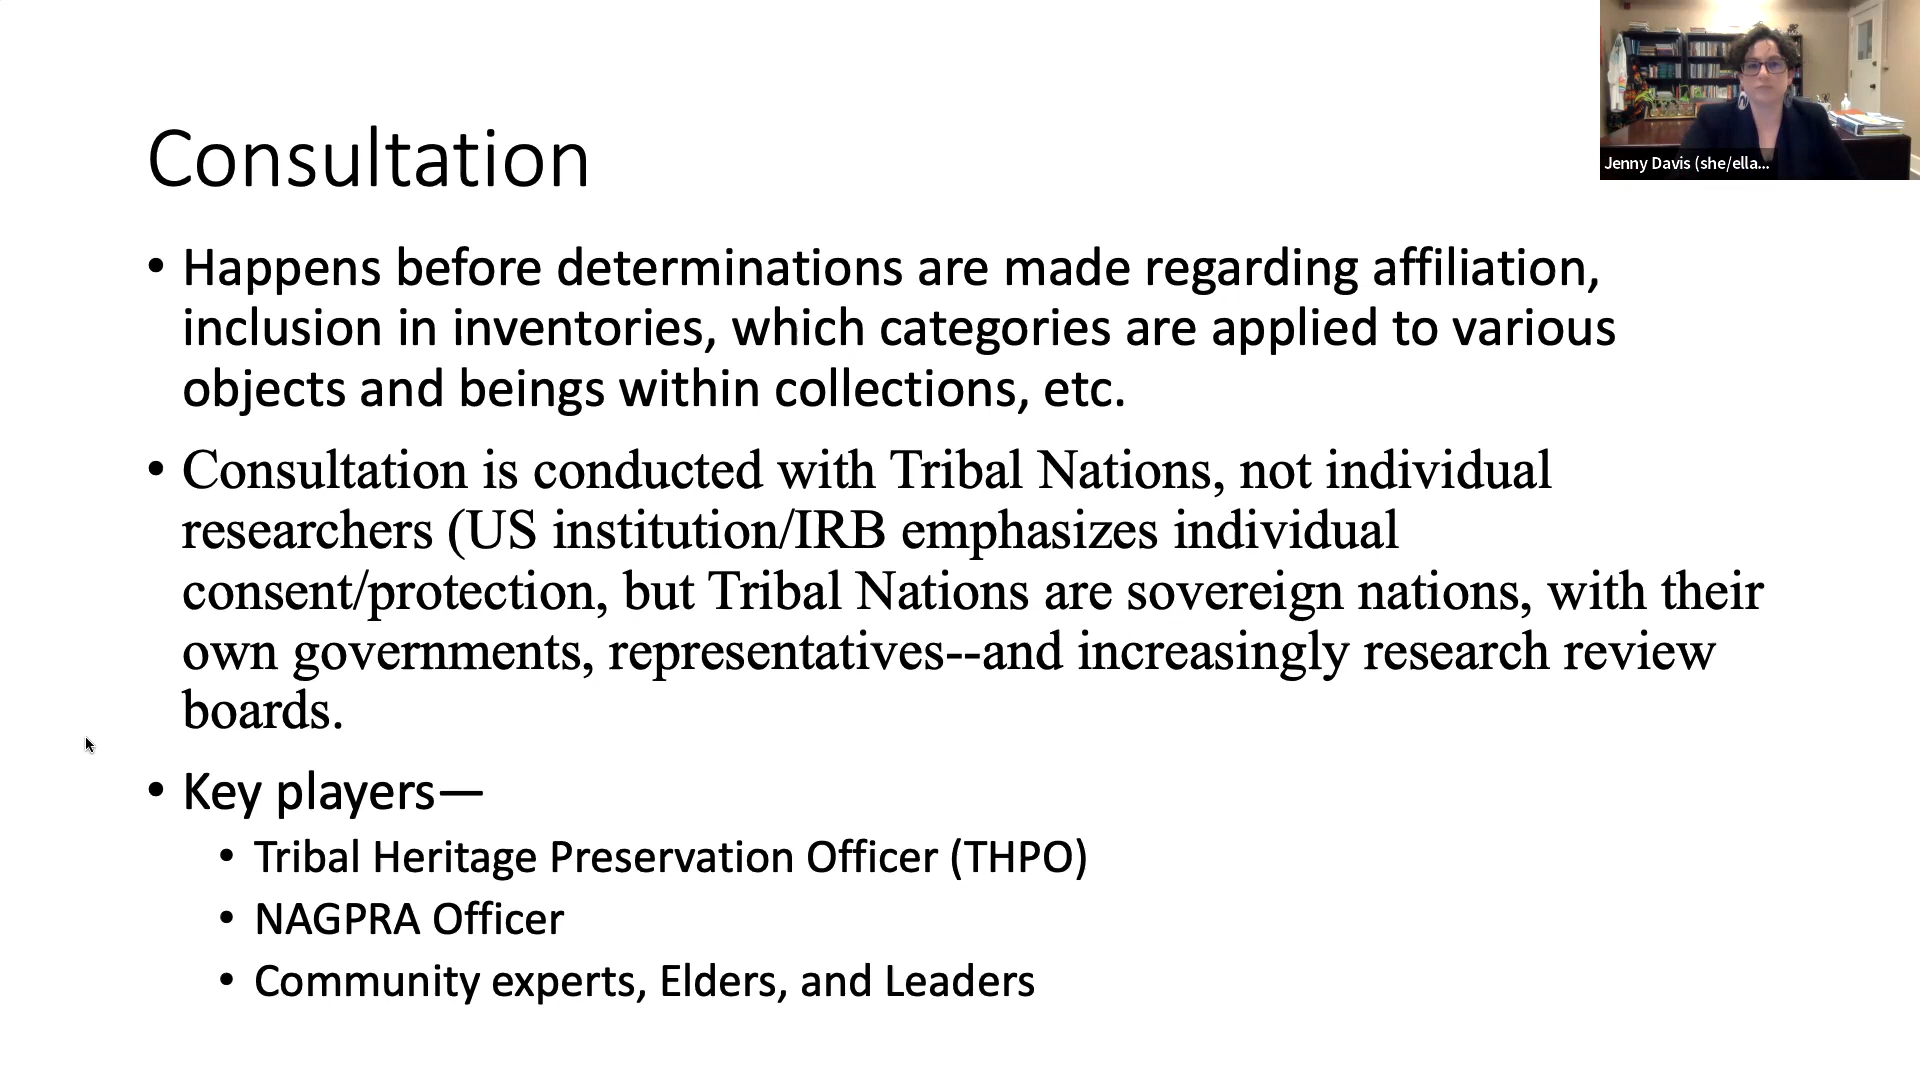 Consultation
• Happens before determinations are made regarding affiliation,
inclusion in inventories, which categories are applied to various
objects and beings within collections, etc.
• Consultation is conducted with Tribal Nations, not individual
researchers (US institution/IRB emphasizes individual
consent/protection, but Tribal Nations are sovereign nations, with their
own governments, representatives--and increasingly research review
boards.
• Key players—
• Tribal Heritage Preservation Officer (THPO)
• NAGPRA Officer
• Community experts, Elders, and Leaders
Jenny Davis (she/ella...